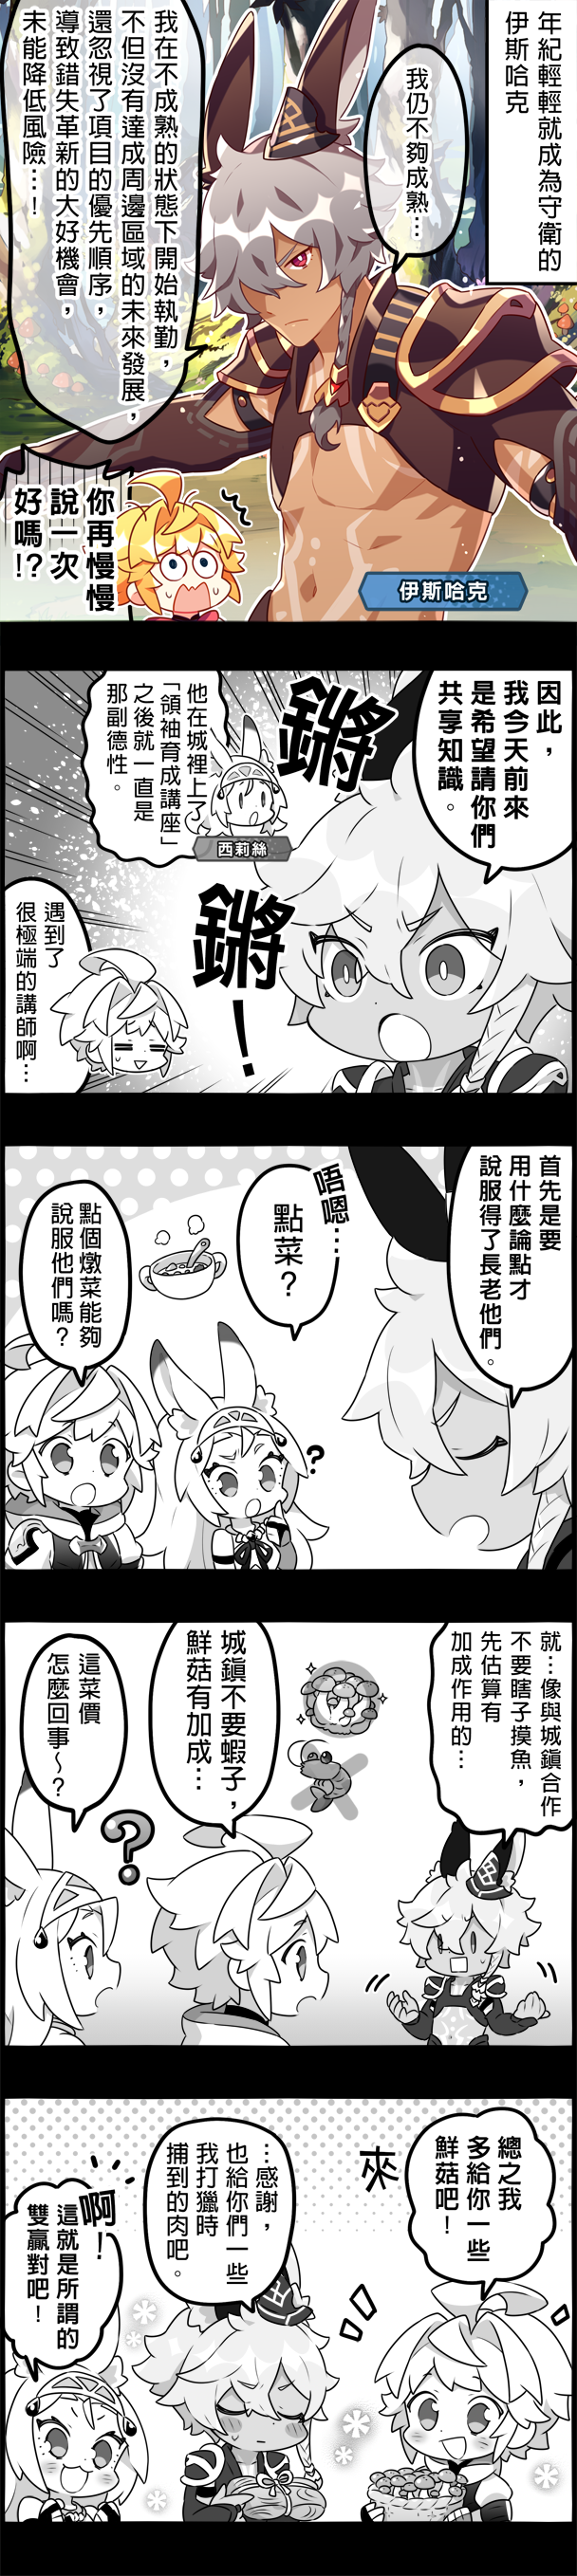 年紀輕輕就成為守衛的
伊斯哈克
我仍不夠成熟…
我在不成熟的狀態下開始執勤，
不但沒有達成周邊區域的未來發展，
還忽視了項目的優先順序，
導致錯失革新的大好機會，
未能降低風險…！
你再慢慢
說一次
好嗎!?
伊斯哈克
因此，
我今天前來
是希望請你們
共享知識。
鏘
他在城裡上了
「領袖育成講座」
之後就一直是
那副德性。
西莉絲
鏘！
遇到了
很極端的講師啊…
首先是要
用什麼論點才
說服得了長老他們。
唔嗯…
點菜？
點個燉菜能夠
說服他們嗎？
?
就…像與城鎮合作
不要瞎子摸魚，
先估算有
加成作用的…
城鎮不要蝦子，
鮮菇有加成…
這菜價
怎麼回事～？
?
總之我
多給你一些
鮮菇吧！
來
…感謝，
也給你們一些
我打獵時
捕到的肉吧。
啊！
這就是所謂的
雙贏對吧！